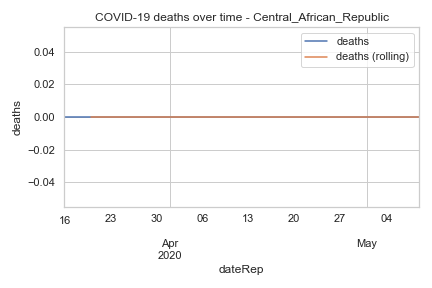 COVID-19 deaths over time - Central_African_Republic
deaths
deaths (rolling)
0.04
0.02
0.00
−0.02
−0.04
deaths
16
23
30
06
13
20
27
04
Apr
2020
May
dateRep